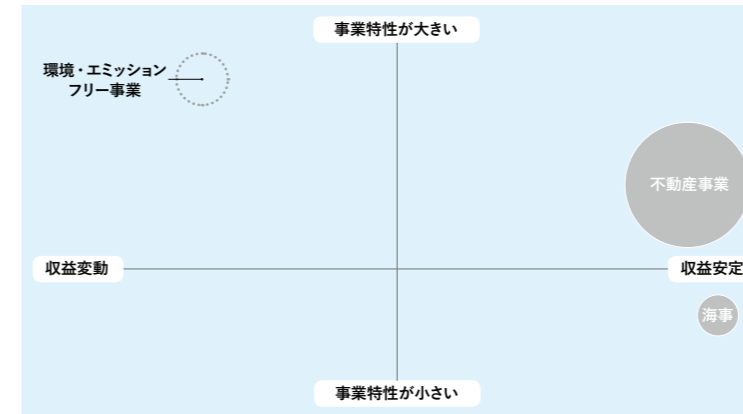 事業特性が大きい
環境・エミッション
フリー事業
不動産事業
収益変動
収益安定
海事
事業特性が小さい